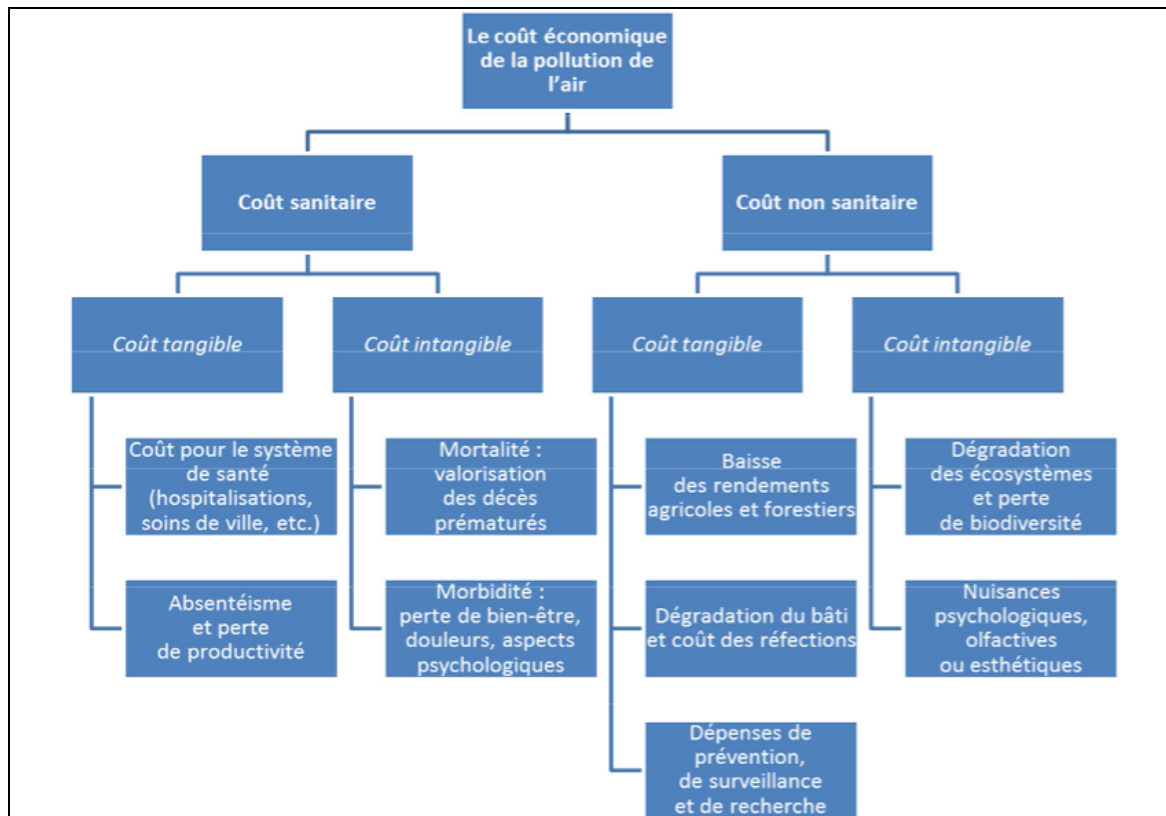 Le coût économique
de la pollution de
l'air
Coût sanitaire
Coût non sanitaire
Coût tangible
Coût intangible
Coût tangible
Coût intangible
Coût pour le système
de santé
(hospitalisations,
soins de ville, etc.)
Mortalité :
valorisation
des décès
prématurés
Baisse
des rendements
agricoles et forestiers
Dégradation
des écosystèmes
et perte
de biodiversité
Absentéisme
et perte
de productivité
Morbidité :
perte de bien-être,
douleurs, aspects
psychologiques
Dégradation du bâti
et coût des réfections
Nuisances
psychologiques,
olfactives
ou esthétiques
Dépenses de
prévention,
de surveillance
et de recherche